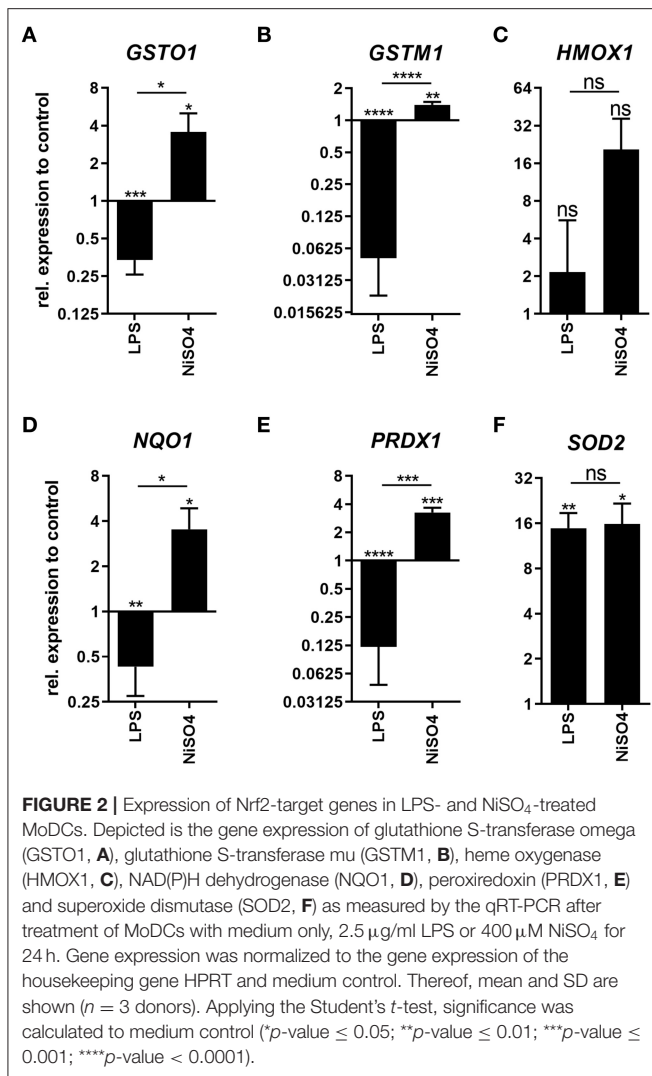 A
GSTO1
rel. expression to control
8
4
2
1
0.5
0.25
0.125
*
***
*
LPS
NiSO4
B
GSTM1
2
1
0.5
0.25
0.125
0.0625
0.03125
0.015625
****
****
**
LPS
NiSO4
C
HMOX1
64
32
16
8
4
2
1
ns
ns
ns
LPS
NiSO4
D
NQO1
rel. expression to control
8
4
2
1
0.5
0.25
*
**
*
LPS
NiSO4
E
PRDX1
8
4
2
1
0.5
0.25
0.125
0.0625
0.03125
***
****
***
LPS
NiSO4
F
SOD2
32
16
8
4
2
1
ns
**
*
LPS
NiSO4
FIGURE 2 | Expression of Nrf2-target genes in LPS- and NiSO₄-treated
MoDCs. Depicted is the gene expression of glutathione S-transferase omega
(GSTO1, A), glutathione S-transferase mu (GSTM1, B), heme oxygenase
(HMOX1, C), NAD(P)H dehydrogenase (NQO1, D), peroxiredoxin (PRDX1, E)
and superoxide dismutase (SOD2, F) as measured by the qRT-PCR after
treatment of MoDCs with medium only, 2.5 μg/ml LPS or 400 μM NiSO₄ for
24 h. Gene expression was normalized to the gene expression of the
housekeeping gene HPRT and medium control. Thereof, mean and SD are
shown (n = 3 donors). Applying the Student's t-test, significance was
calculated to medium control (*p-value ≤ 0.05; **p-value ≤ 0.01; ***p-value ≤
0.001; ****p-value < 0.0001).